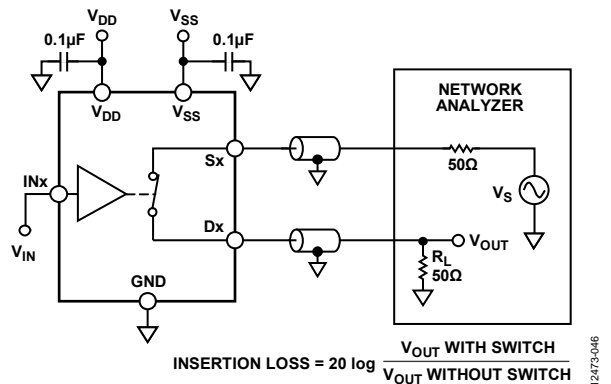 VDD
VSS
0.1µF
0.1µF
VDD
VSS
NETWORK
ANALYZER
Sx
50Ω
INx
VS
Dx
VOUT
VIN
RL
50Ω
GND
INSERTION LOSS = 20 log VOUT WITH SWITCH
VOUT WITHOUT SWITCH
12473-046